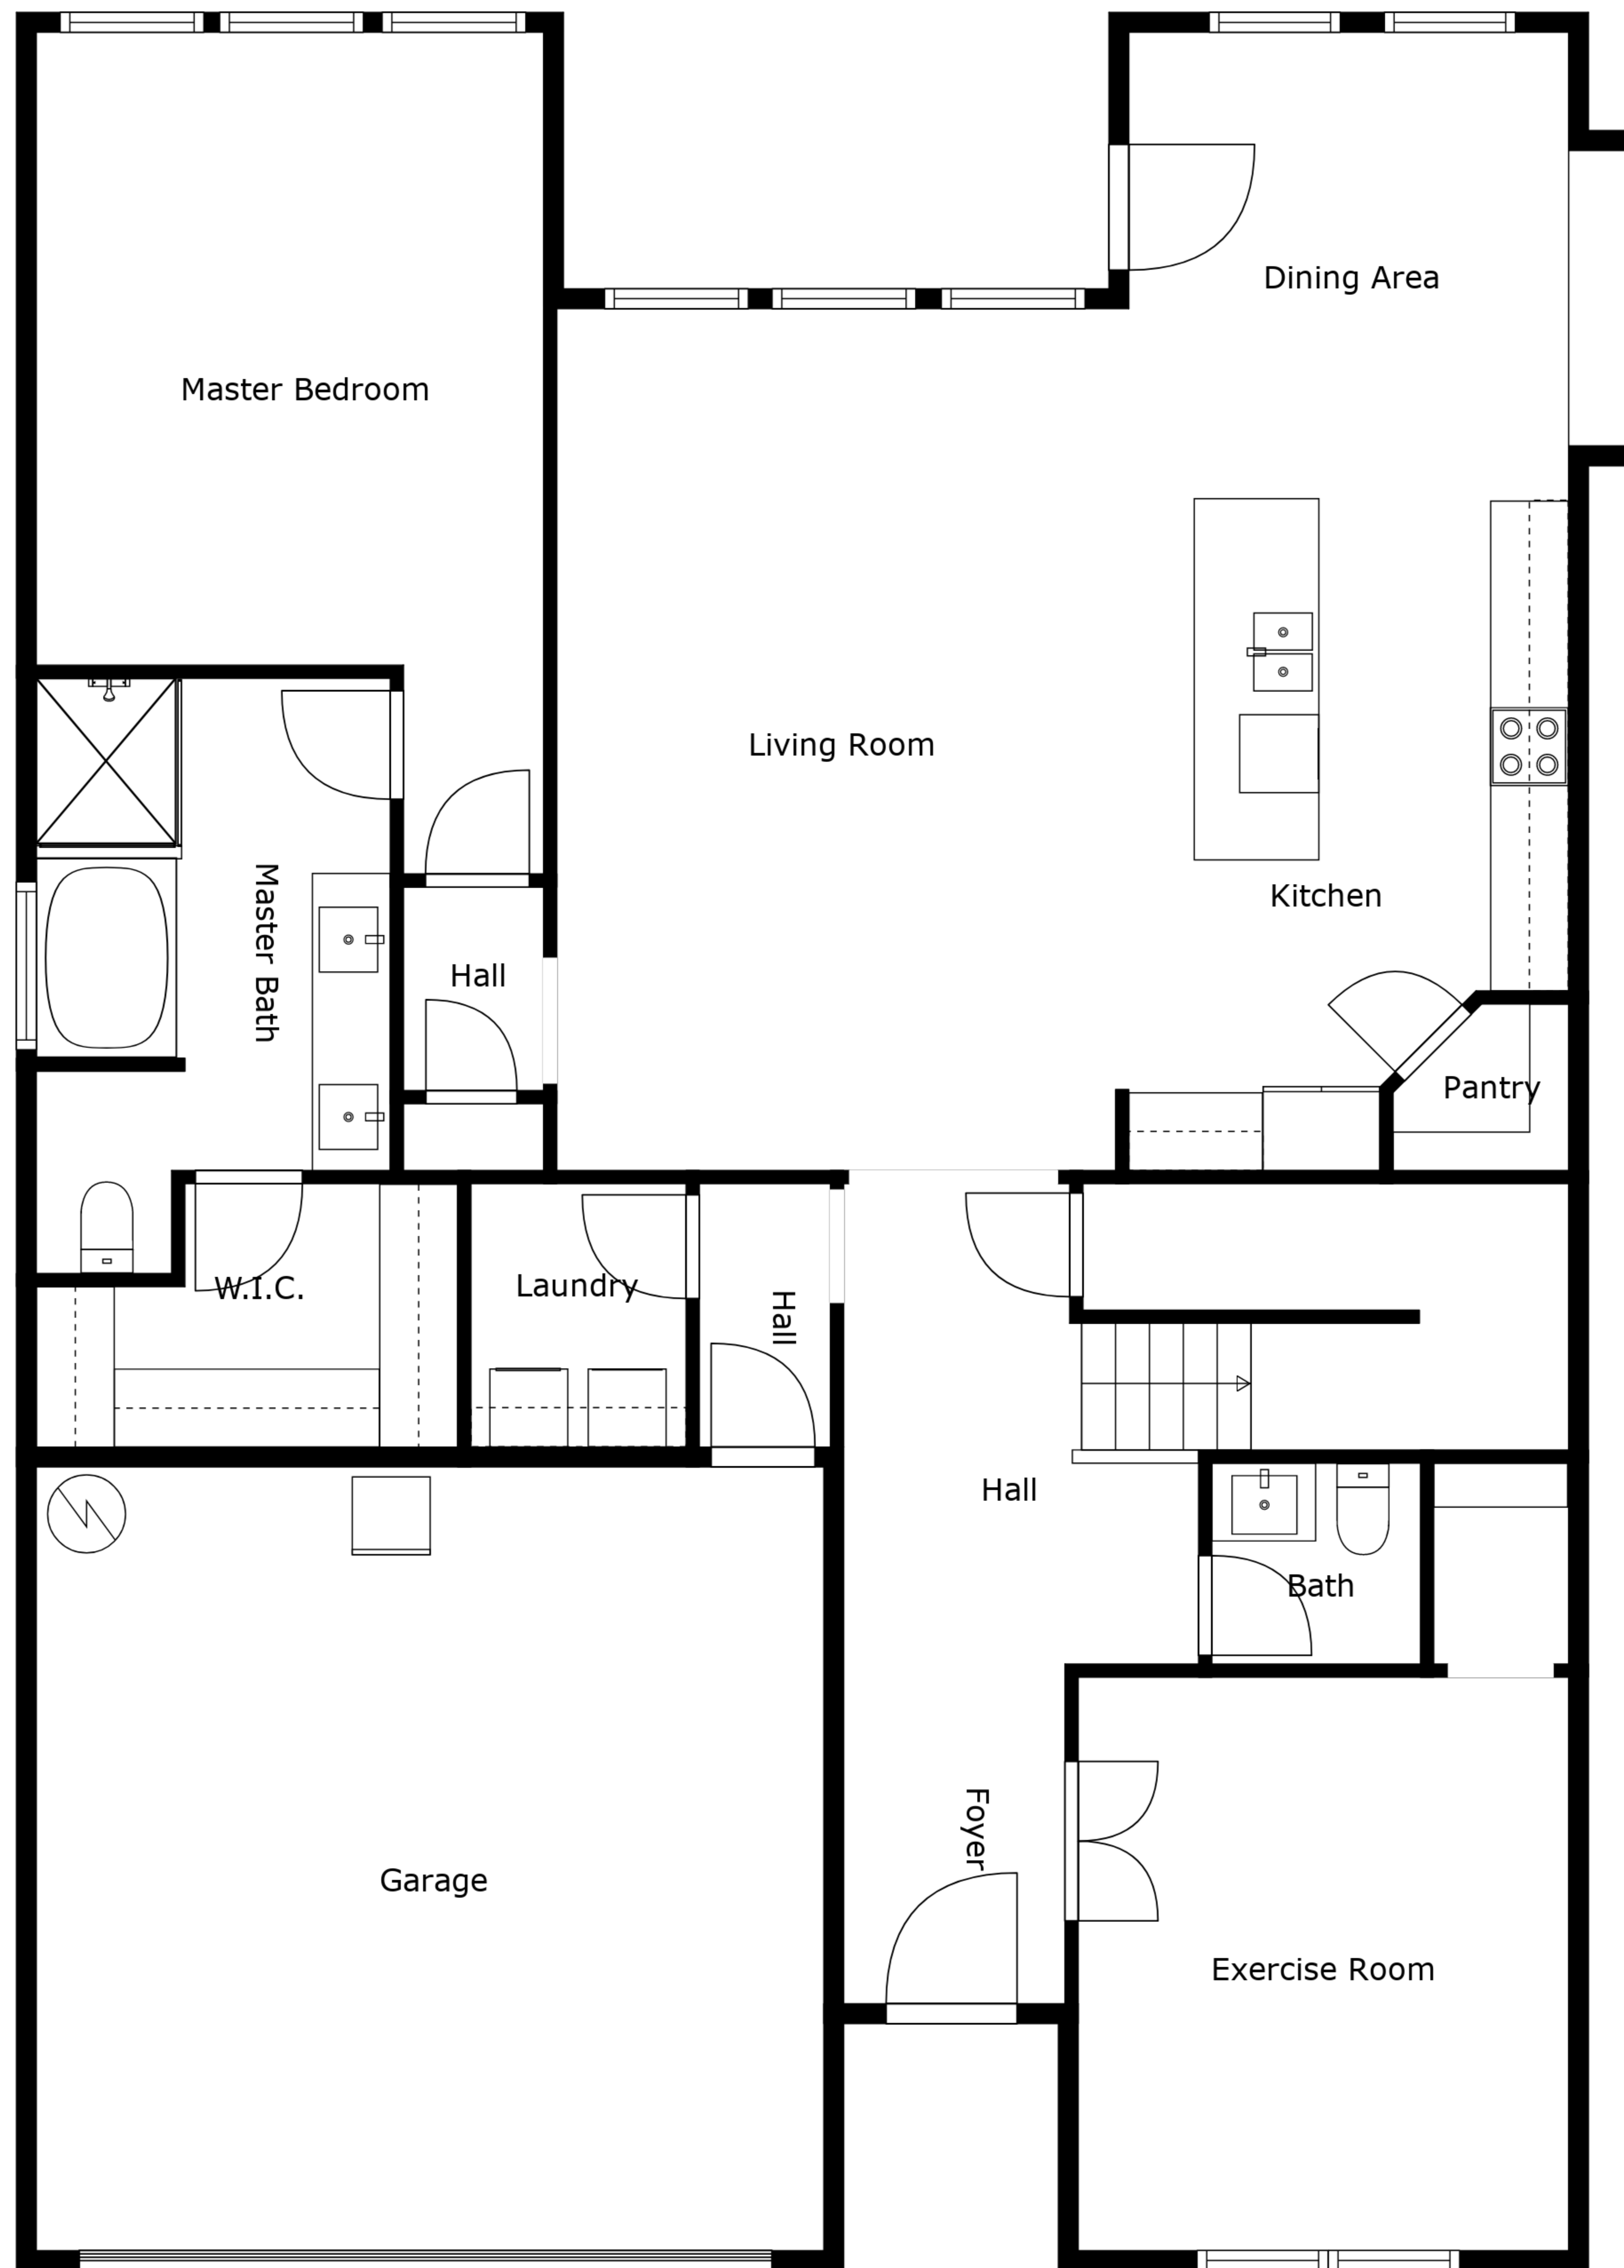 Dining Area
Master Bedroom
Living Room
Kitchen
Master Bath
Hall
Pantry
W.I.C.
Laundry
Hall
Hall
Bath
Foyer
Garage
Exercise Room